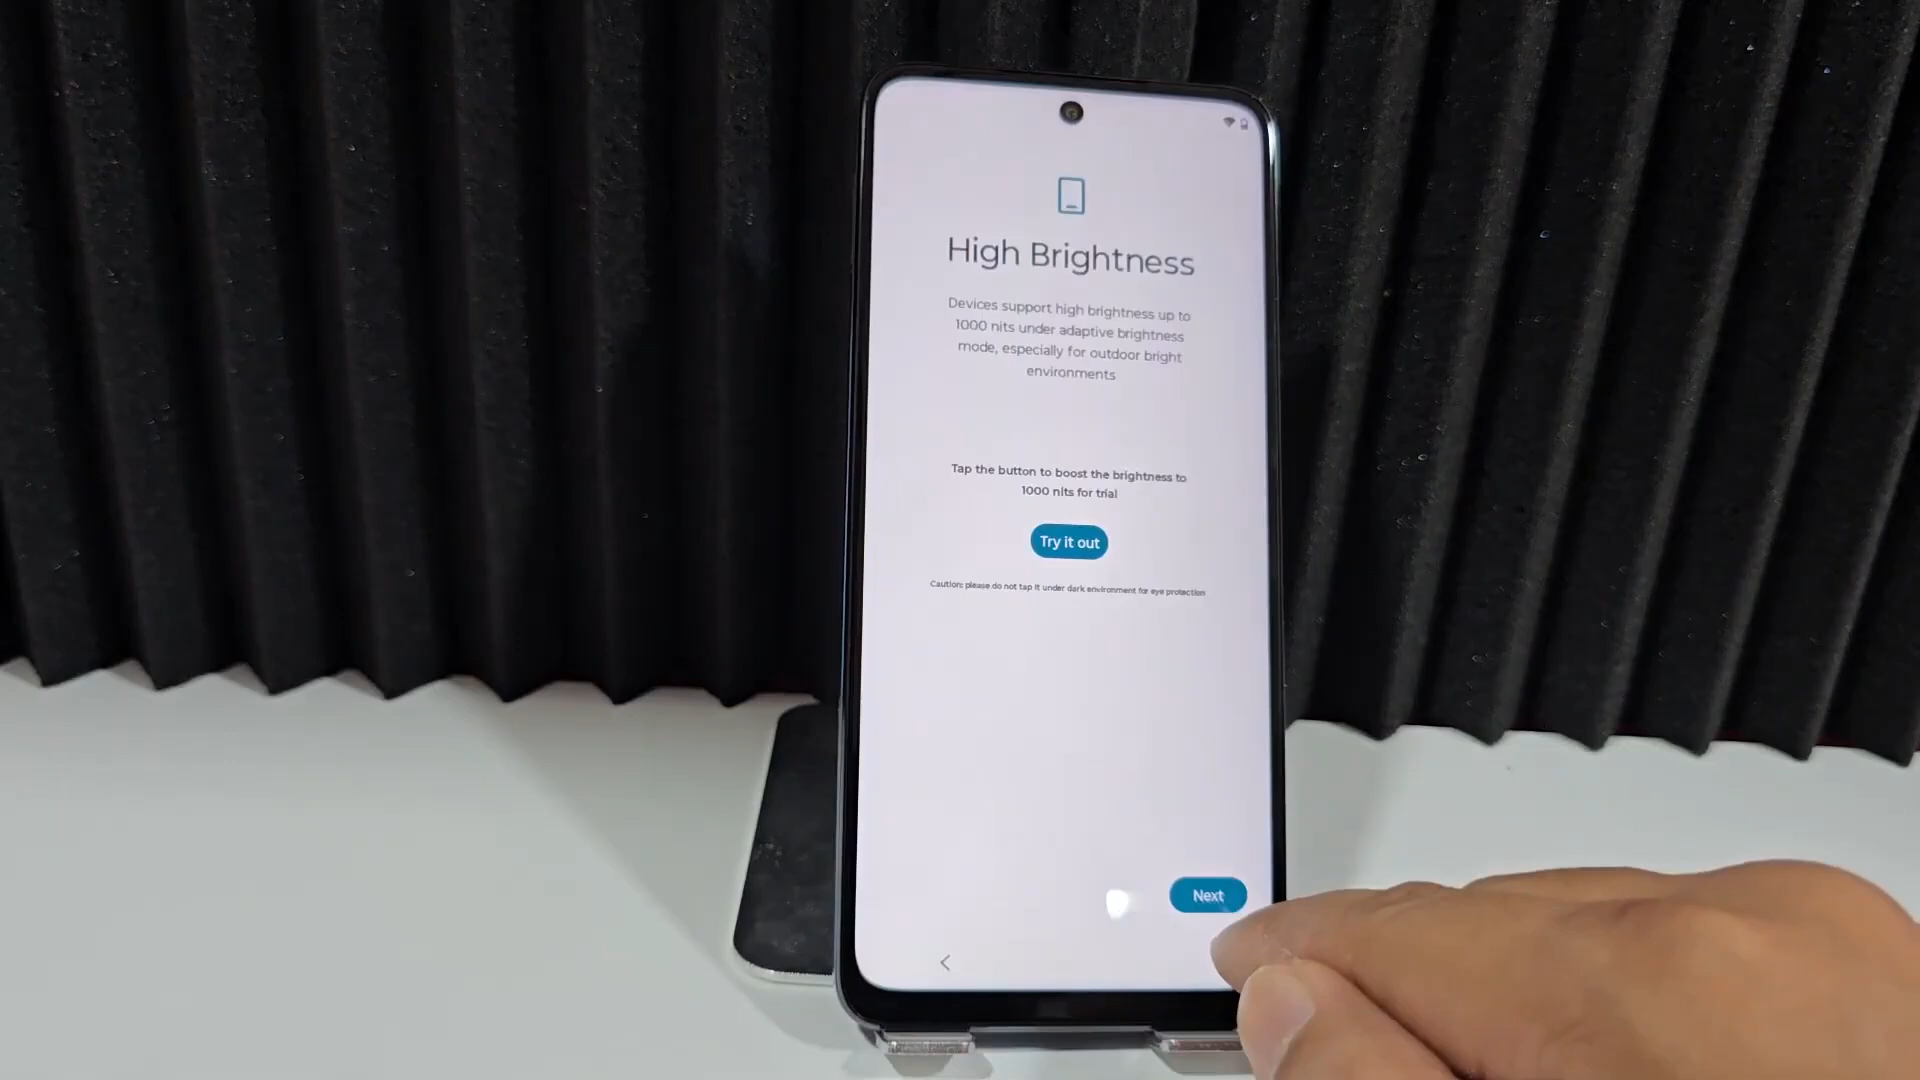 High Brightness
Devices support high brightness up to
1000 nits under adaptive brightness
mode, especially for outdoor bright
environments
Tap the button to boost the brightness to
1000 nits for trial
Try it out
Caution: please do not tap it under dark environment for eye protection
Next